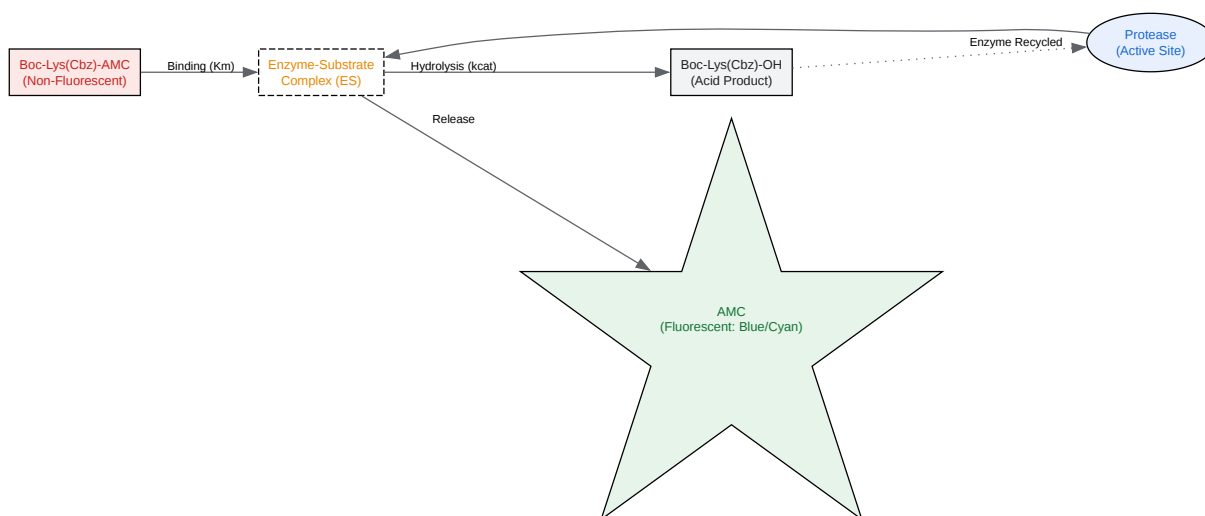 Boc-Lys(Cbz)-AMC
(Non-Fluorescent)
Binding (Km)
Enzyme-Substrate
Complex (ES)
Hydrolysis (kcat)
Boc-Lys(Cbz)-OH
(Acid Product)
Enzyme Recycled
Protease
(Active Site)
Release
AMC
(Fluorescent: Blue/Cyan)